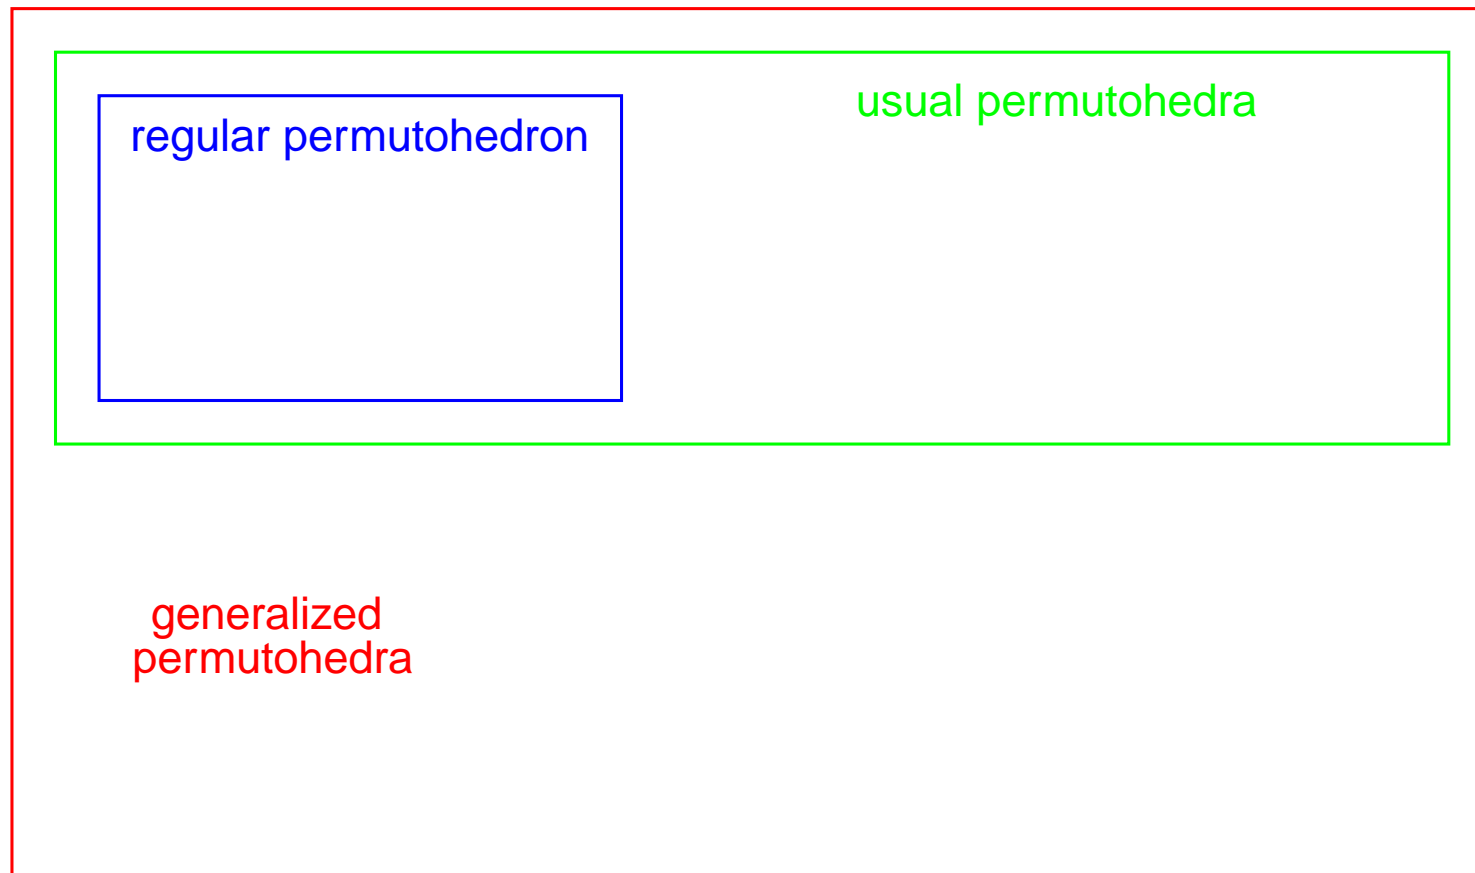 usual permutohedra
regular permutohedron
generalized
permutohedra